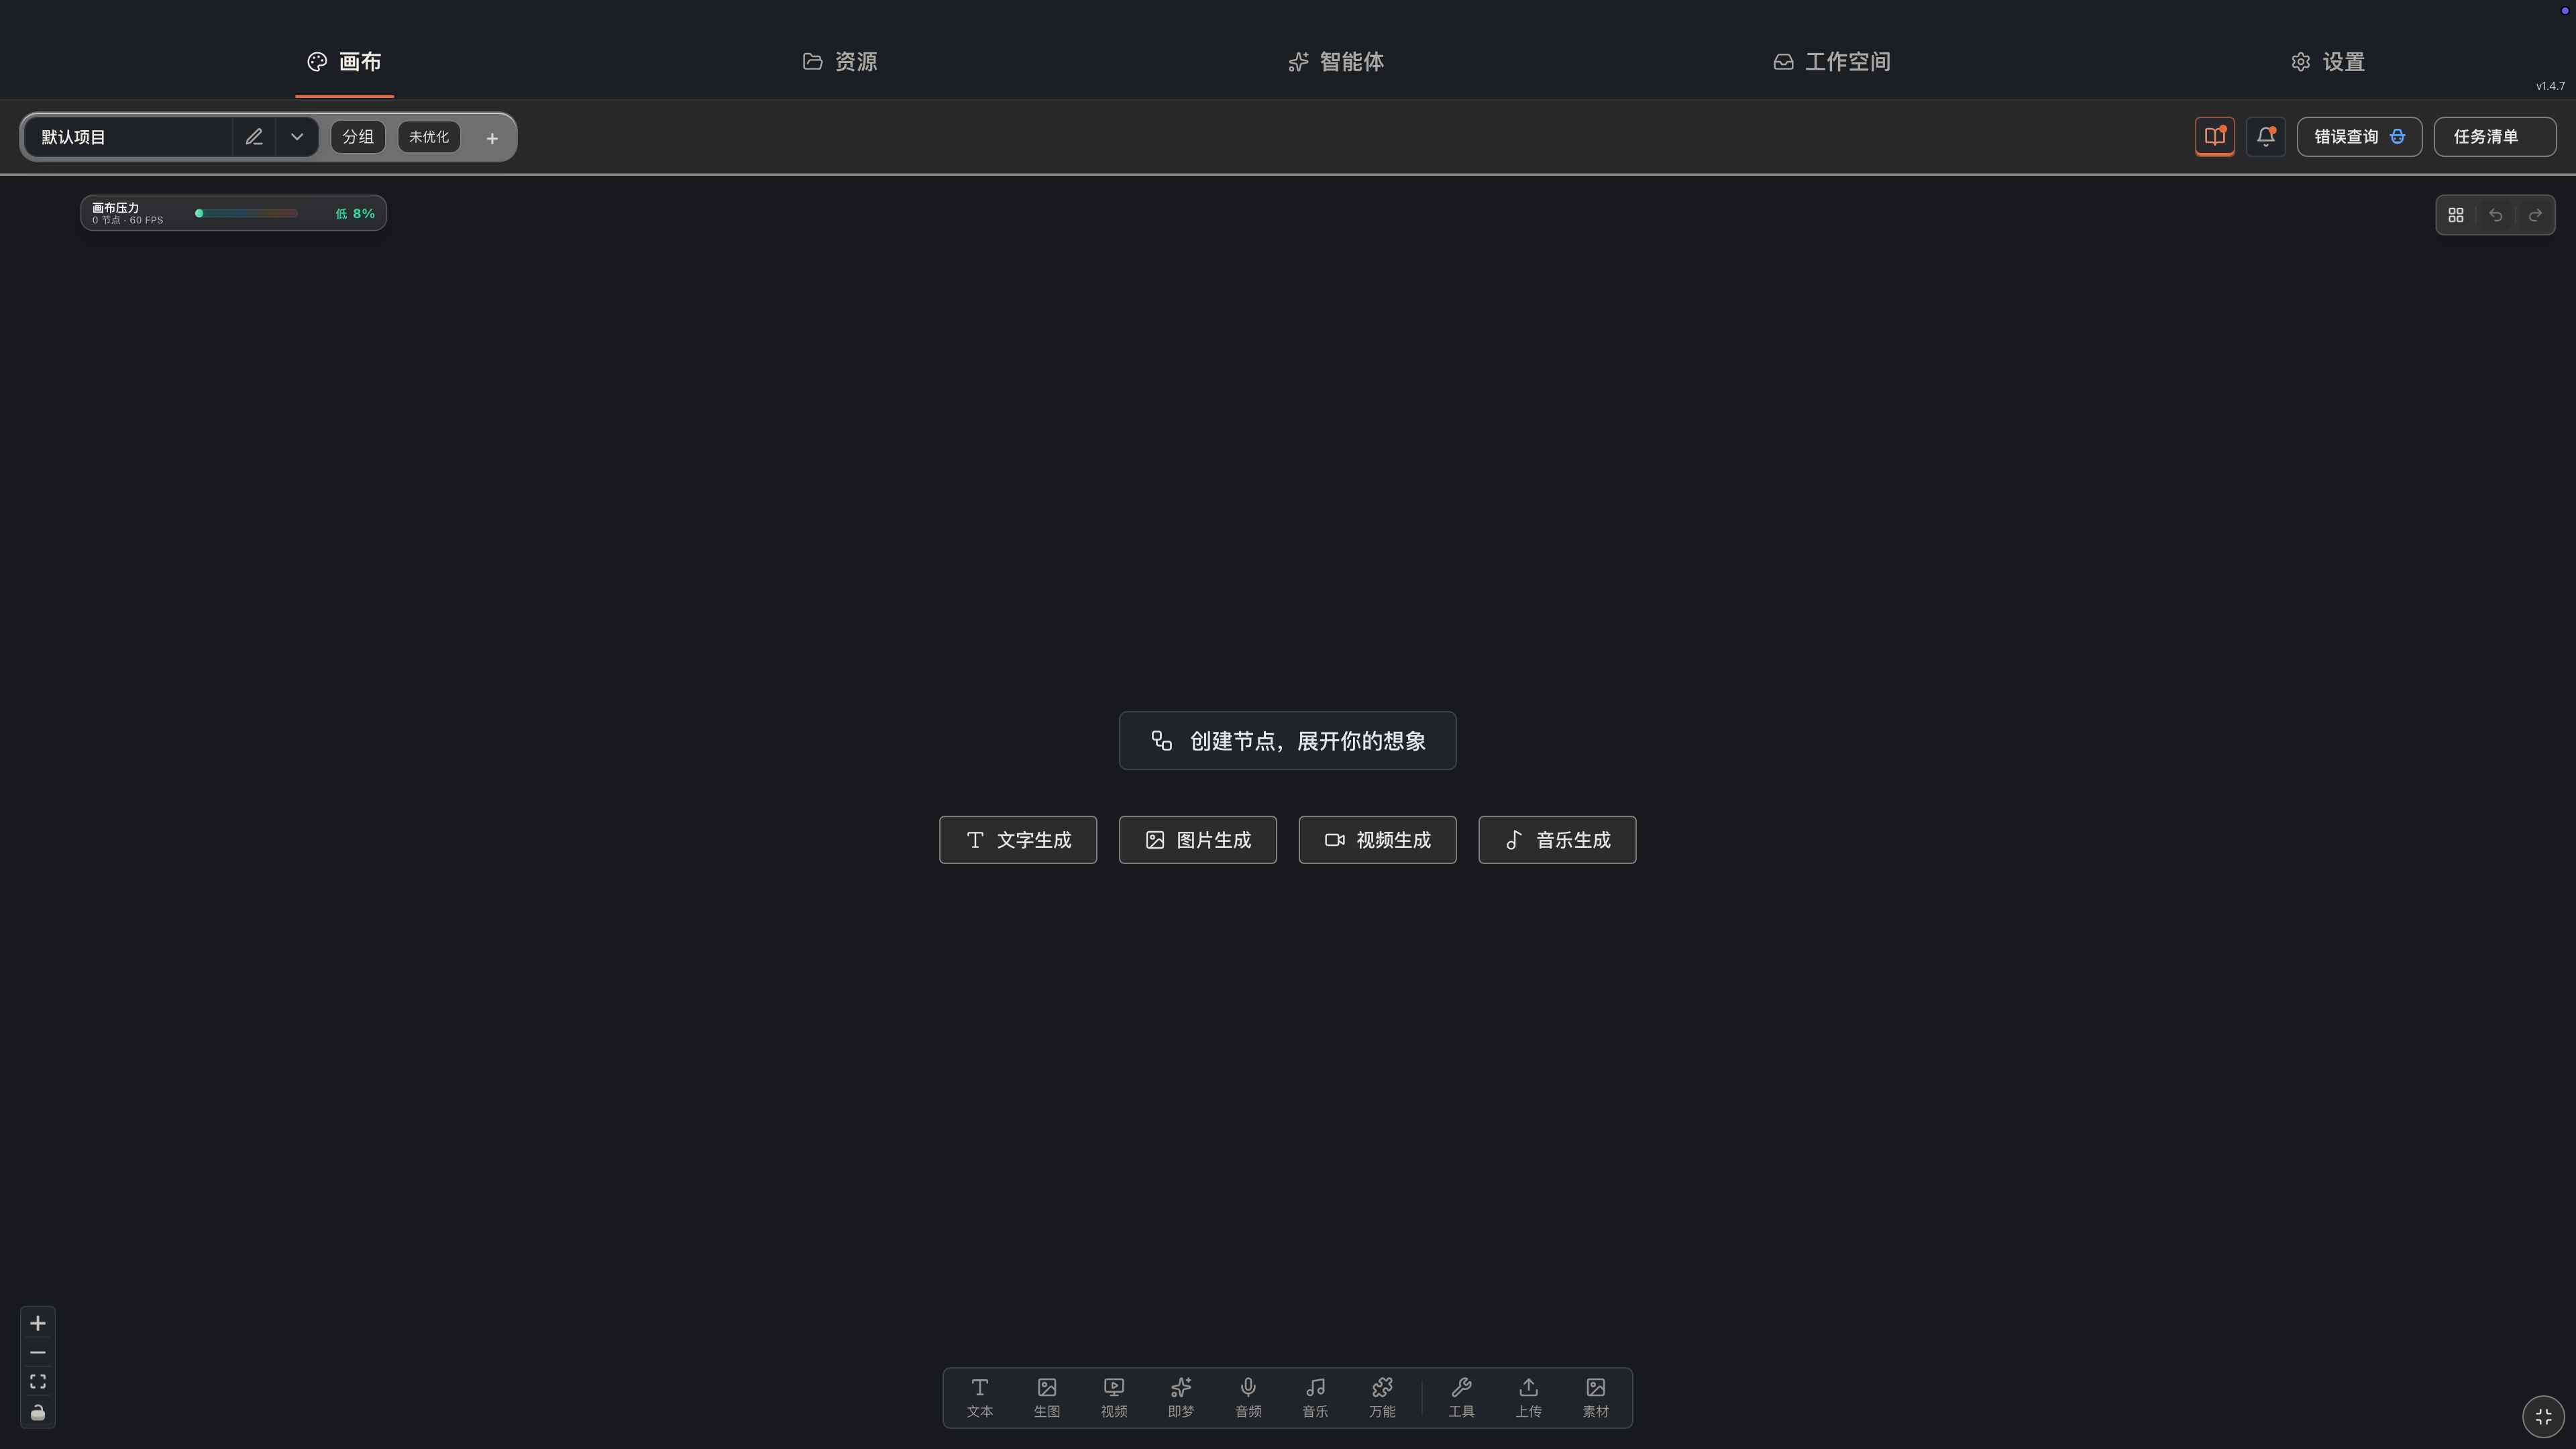 画布
资源
智能体
工作空间
设置
v1.4.7
默认项目
分组
未优化
+
错误查询
任务清单
画布压力
0 节点 · 60 FPS
低 8%
创建节点，展开你的想象
文字生成
图片生成
视频生成
音乐生成
文本
生图
视频
即梦
音频
音乐
万能
工具
上传
素材